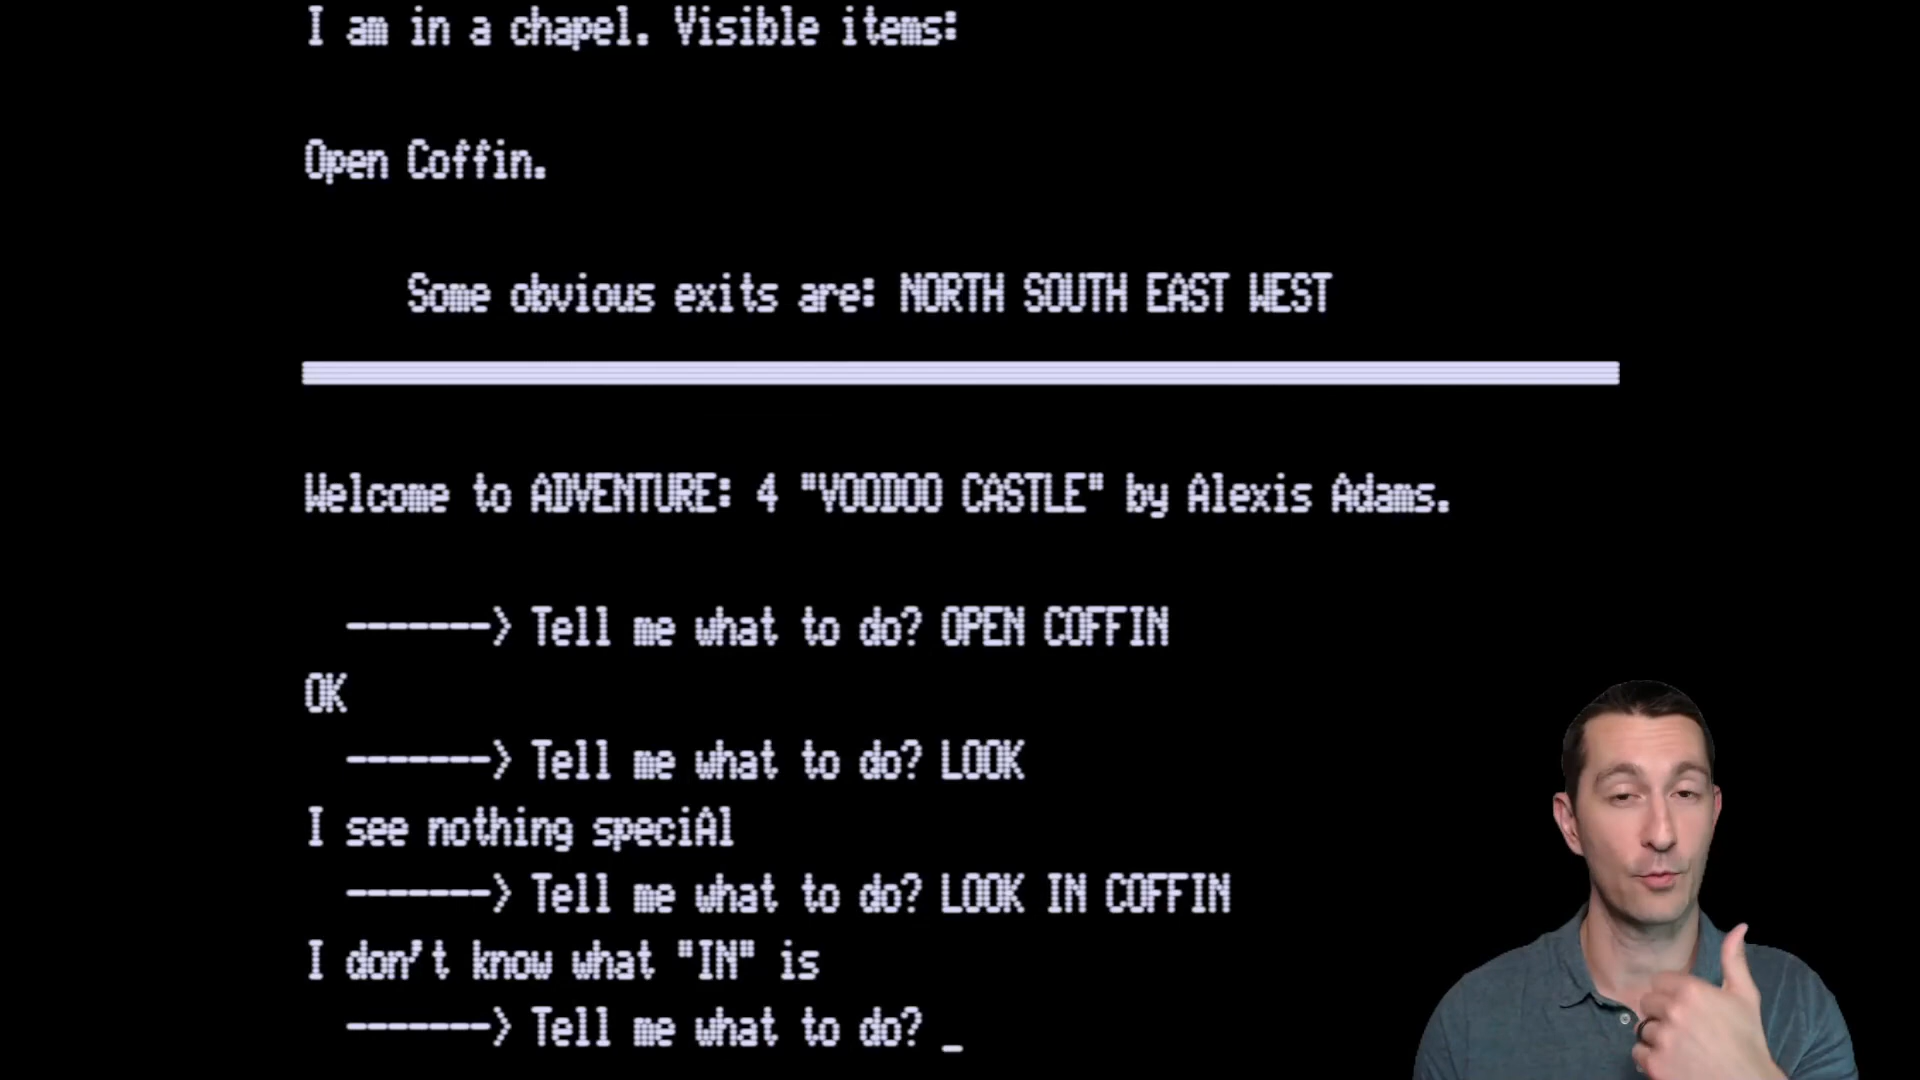 I am in a chapel. Visible items:
Open Coffin.
Some obvious exits are: NORTH SOUTH EAST WEST
Welcome to ADVENTURE: 4 "VOODOO CASTLE" by Alexis Adams.
-------> Tell me what to do? OPEN COFFIN
OK
-------> Tell me what to do? LOOK
I see nothing speciAl
-------> Tell me what to do? LOOK IN COFFIN
I don't know what "IN" is
-------> Tell me what to do? _